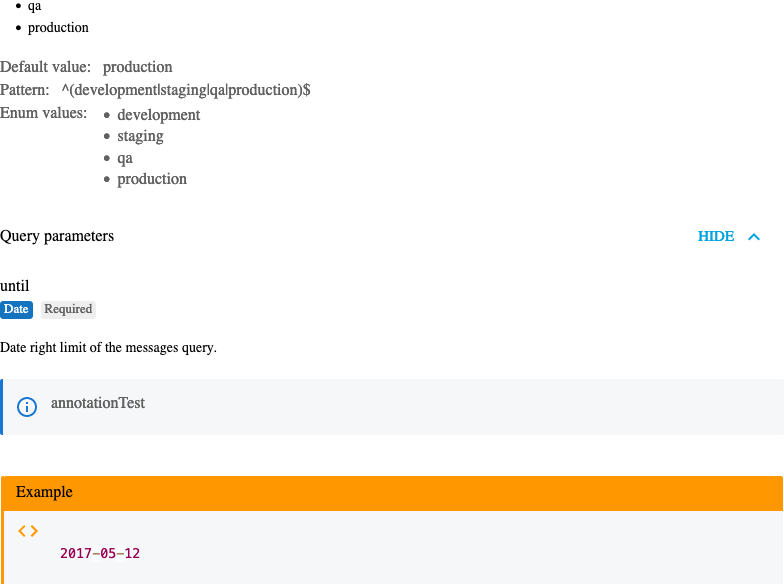 qa
production
Default value: production
Pattern: ^(development|staging|qa|production)$
Enum values:
development
staging
qa
production
Query parameters
HIDE
until
Date Required
Date right limit of the messages query.
annotationTest
Example
2017-05-12